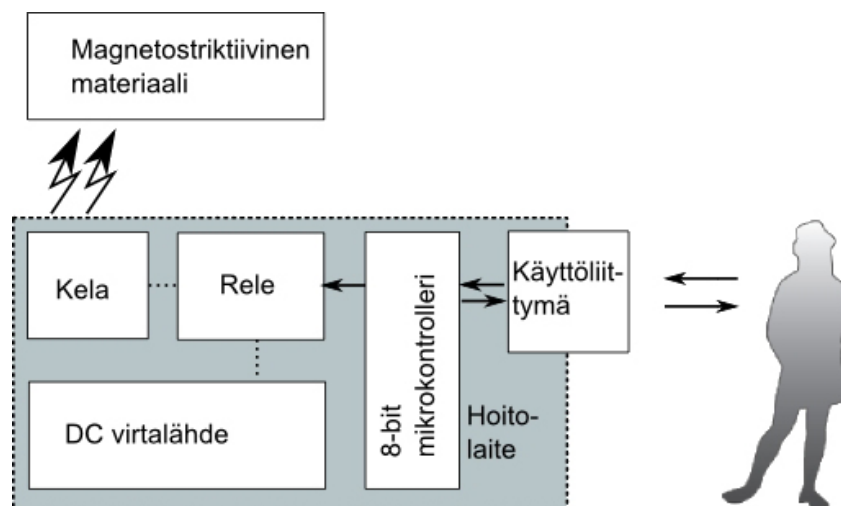 Magnetostriktiivinen
materiaali
Kela
Rele
8-bit
mikrokontrolleri
Käyttöliit-
tymä
DC virtalähde
Hoito-
laite